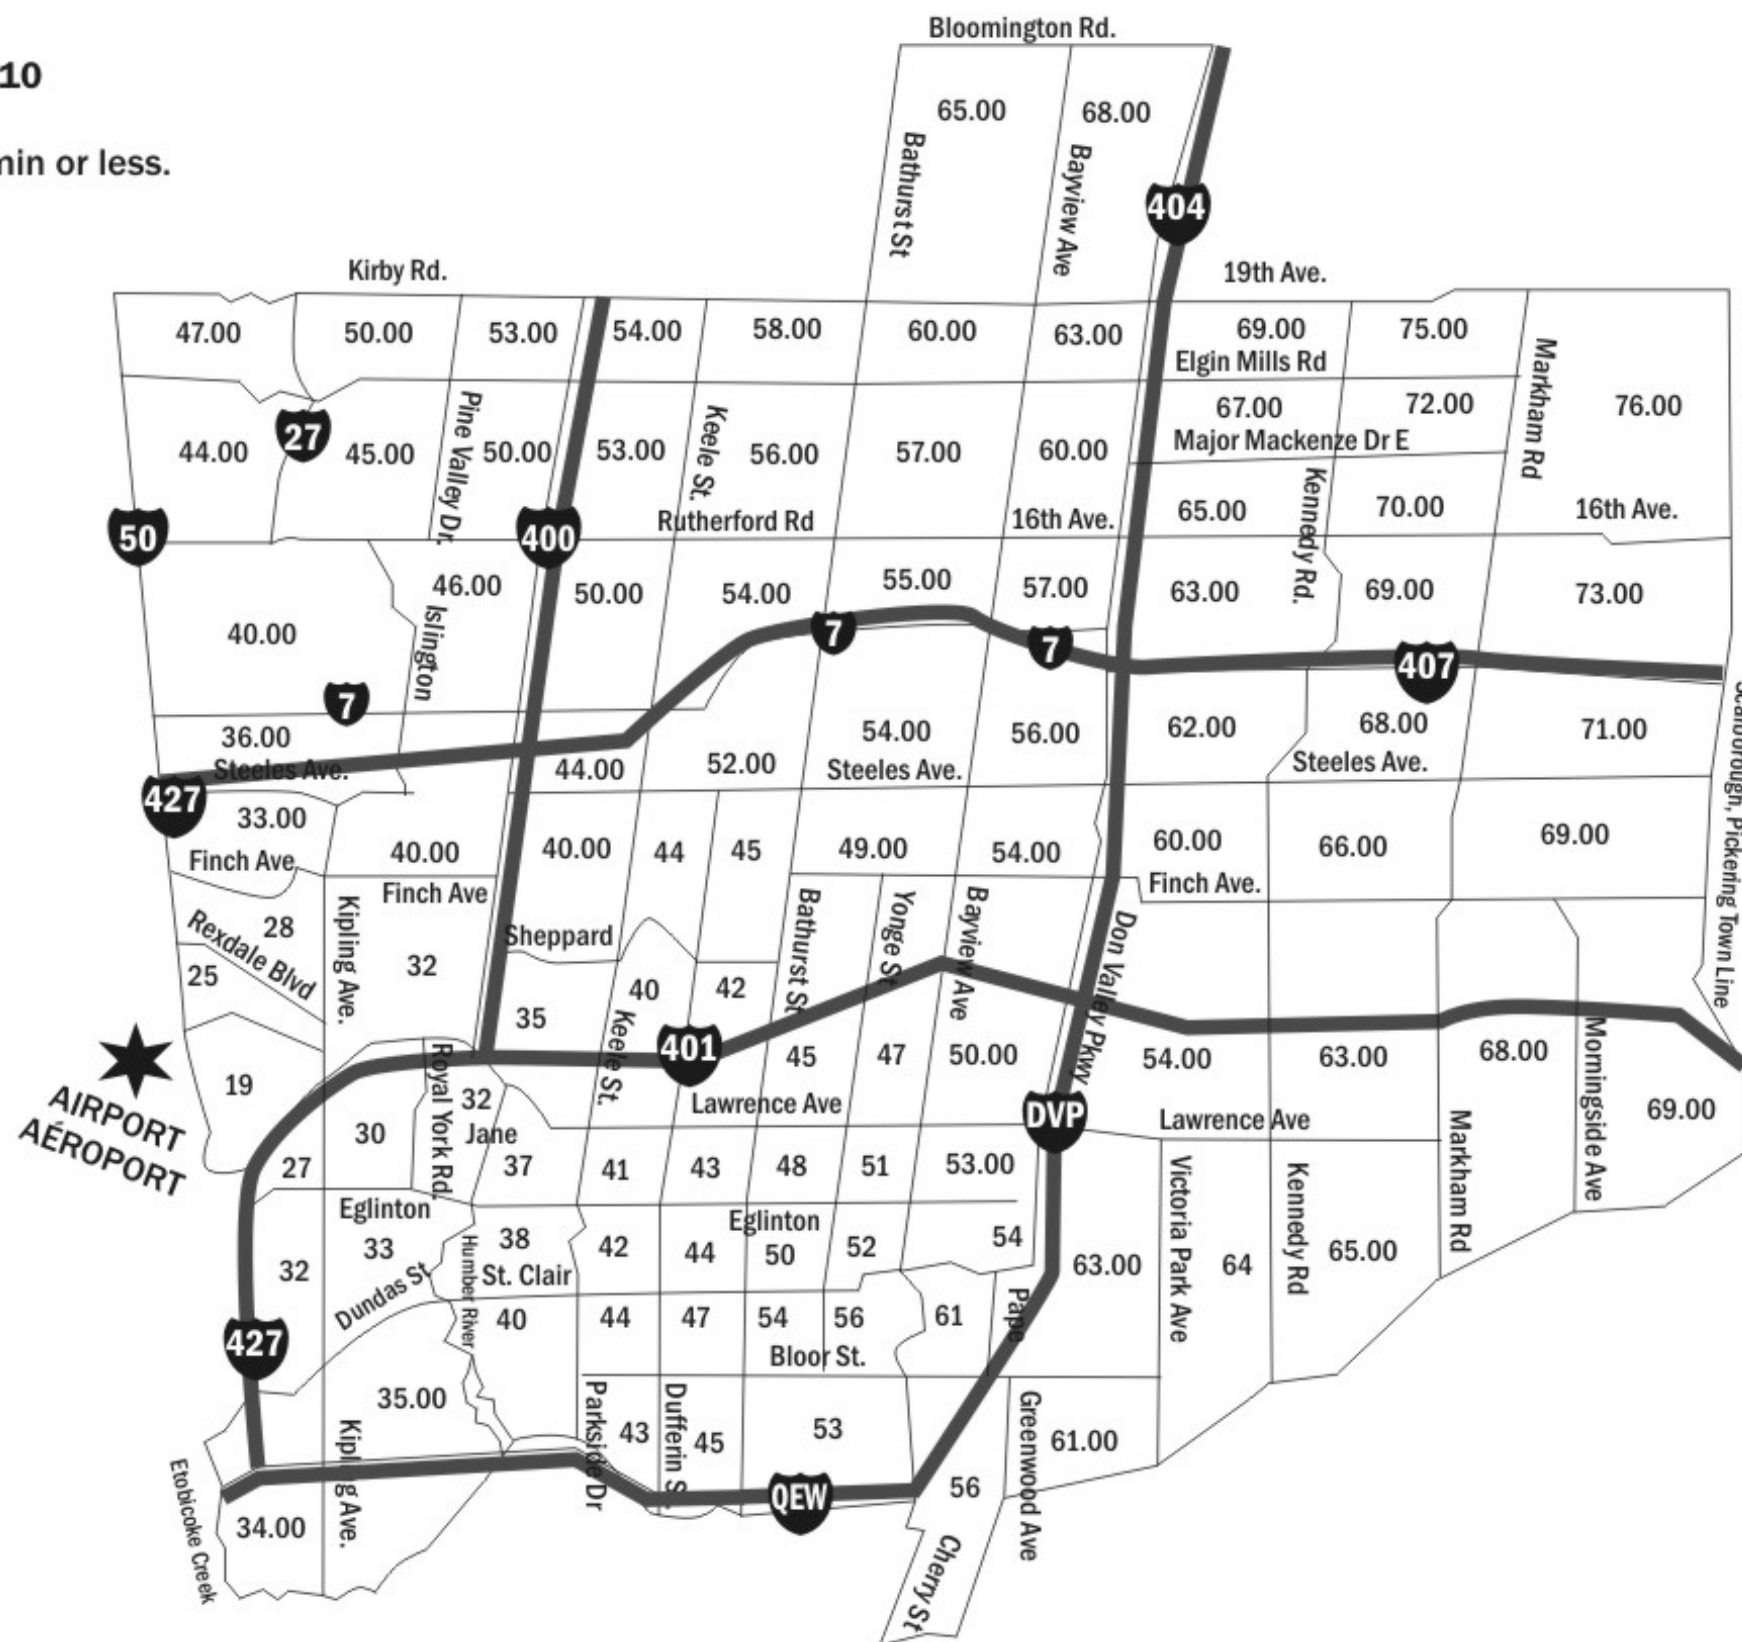 10
min or less.
Bloomington Rd.
65.00
68.00
Bathurst St
Bayview Ave
404
Kirby Rd.
19th Ave.
47.00
50.00
53.00
54.00
58.00
60.00
63.00
69.00
75.00
Elgin Mills Rd
Markham Rd
44.00
27
45.00
Pine Valley Dr.
50.00
53.00
Keele St.
56.00
57.00
60.00
67.00
72.00
76.00
Major Mackenze Dr E
50
400
Rutherford Rd
16th Ave.
65.00
Kennedy Rd.
70.00
16th Ave.
40.00
46.00
Islington
50.00
54.00
55.00
57.00
63.00
69.00
73.00
7
7
7
407
36.00
Steeles Ave.
44.00
52.00
54.00
Steeles Ave.
56.00
62.00
68.00
Steeles Ave.
71.00
Scarborough, Pickering Town Line
427
33.00
Finch Ave
40.00
Finch Ave
40.00
44
45
49.00
54.00
60.00
Finch Ave.
66.00
69.00
28
Rexdale Blvd
25
Kipling Ave.
32
Sheppard
35
40
42
Keele St.
Bathurst St
Yonge St
Bayview Ave
Don Valley Pkwy
AIRPORT
AÉROPORT
19
401
45
47
50.00
54.00
63.00
68.00
Morningside Ave
69.00
27
30
Royal York Rd.
32
Jane
Lawrence Ave
DVP
Lawrence Ave
37
41
43
48
51
53.00
Victoria Park Ave
Kennedy Rd
Markham Rd
Eglinton
Eglinton
32
33
Humber River
38
42
44
50
52
54
63.00
64
65.00
Dundas St.
St. Clair
40
44
47
54
56
61
Pape
Bloor St.
427
35.00
Kipling Ave.
Parkside Dr
43
Dufferin S.
45
53
Greenwood Ave
61.00
QEW
56
Etobicoke Creek
34.00
Cherry St